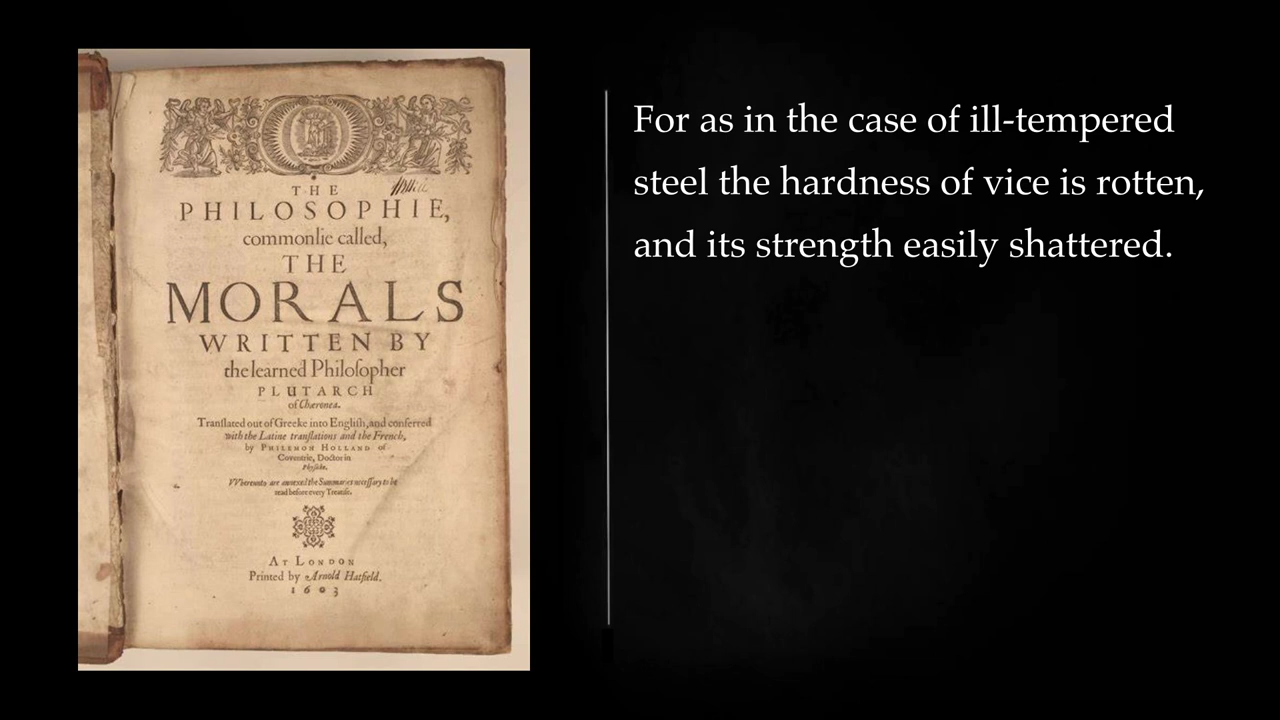 THE
PHILOSOPHIE,
commonlie called,
THE
MORALS
WRITTEN BY
the learned Philoſopher
PLUTARCH
of Chæronea.
Tranſlated out of Greeke into Engliſh, and conferred
with the Latine tranſlations and the French,
by PHILEMON HOLLAND of
Coventrie, Doctor in
Phyſicke.
VVhereunto are annexed the Summaries neceſſary to be
read before every Treatiſe.
AT LONDON
Printed by Arnold Hatfield.
1603
For as in the case of ill-tempered
steel the hardness of vice is rotten,
and its strength easily shattered.